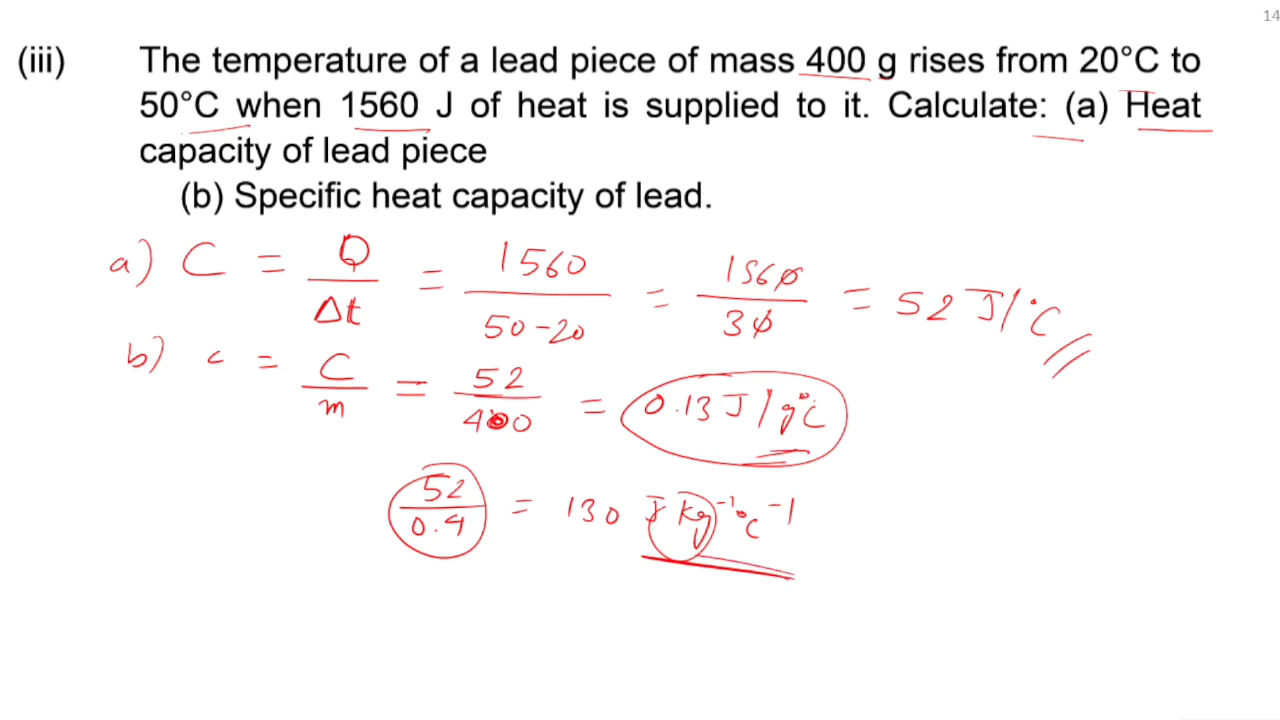 14
(iii) The temperature of a lead piece of mass 400 g rises from 20°C to
50°C when 1560 J of heat is supplied to it. Calculate: (a) Heat
capacity of lead piece
(b) Specific heat capacity of lead.
a) C = Q/Δt = 1560/50-20 = 1560/30 = 52 J/°C
b) c = C/m = 52/400 = 0.13 J/g°C
52/0.4 = 130 J Kg⁻¹°C⁻¹